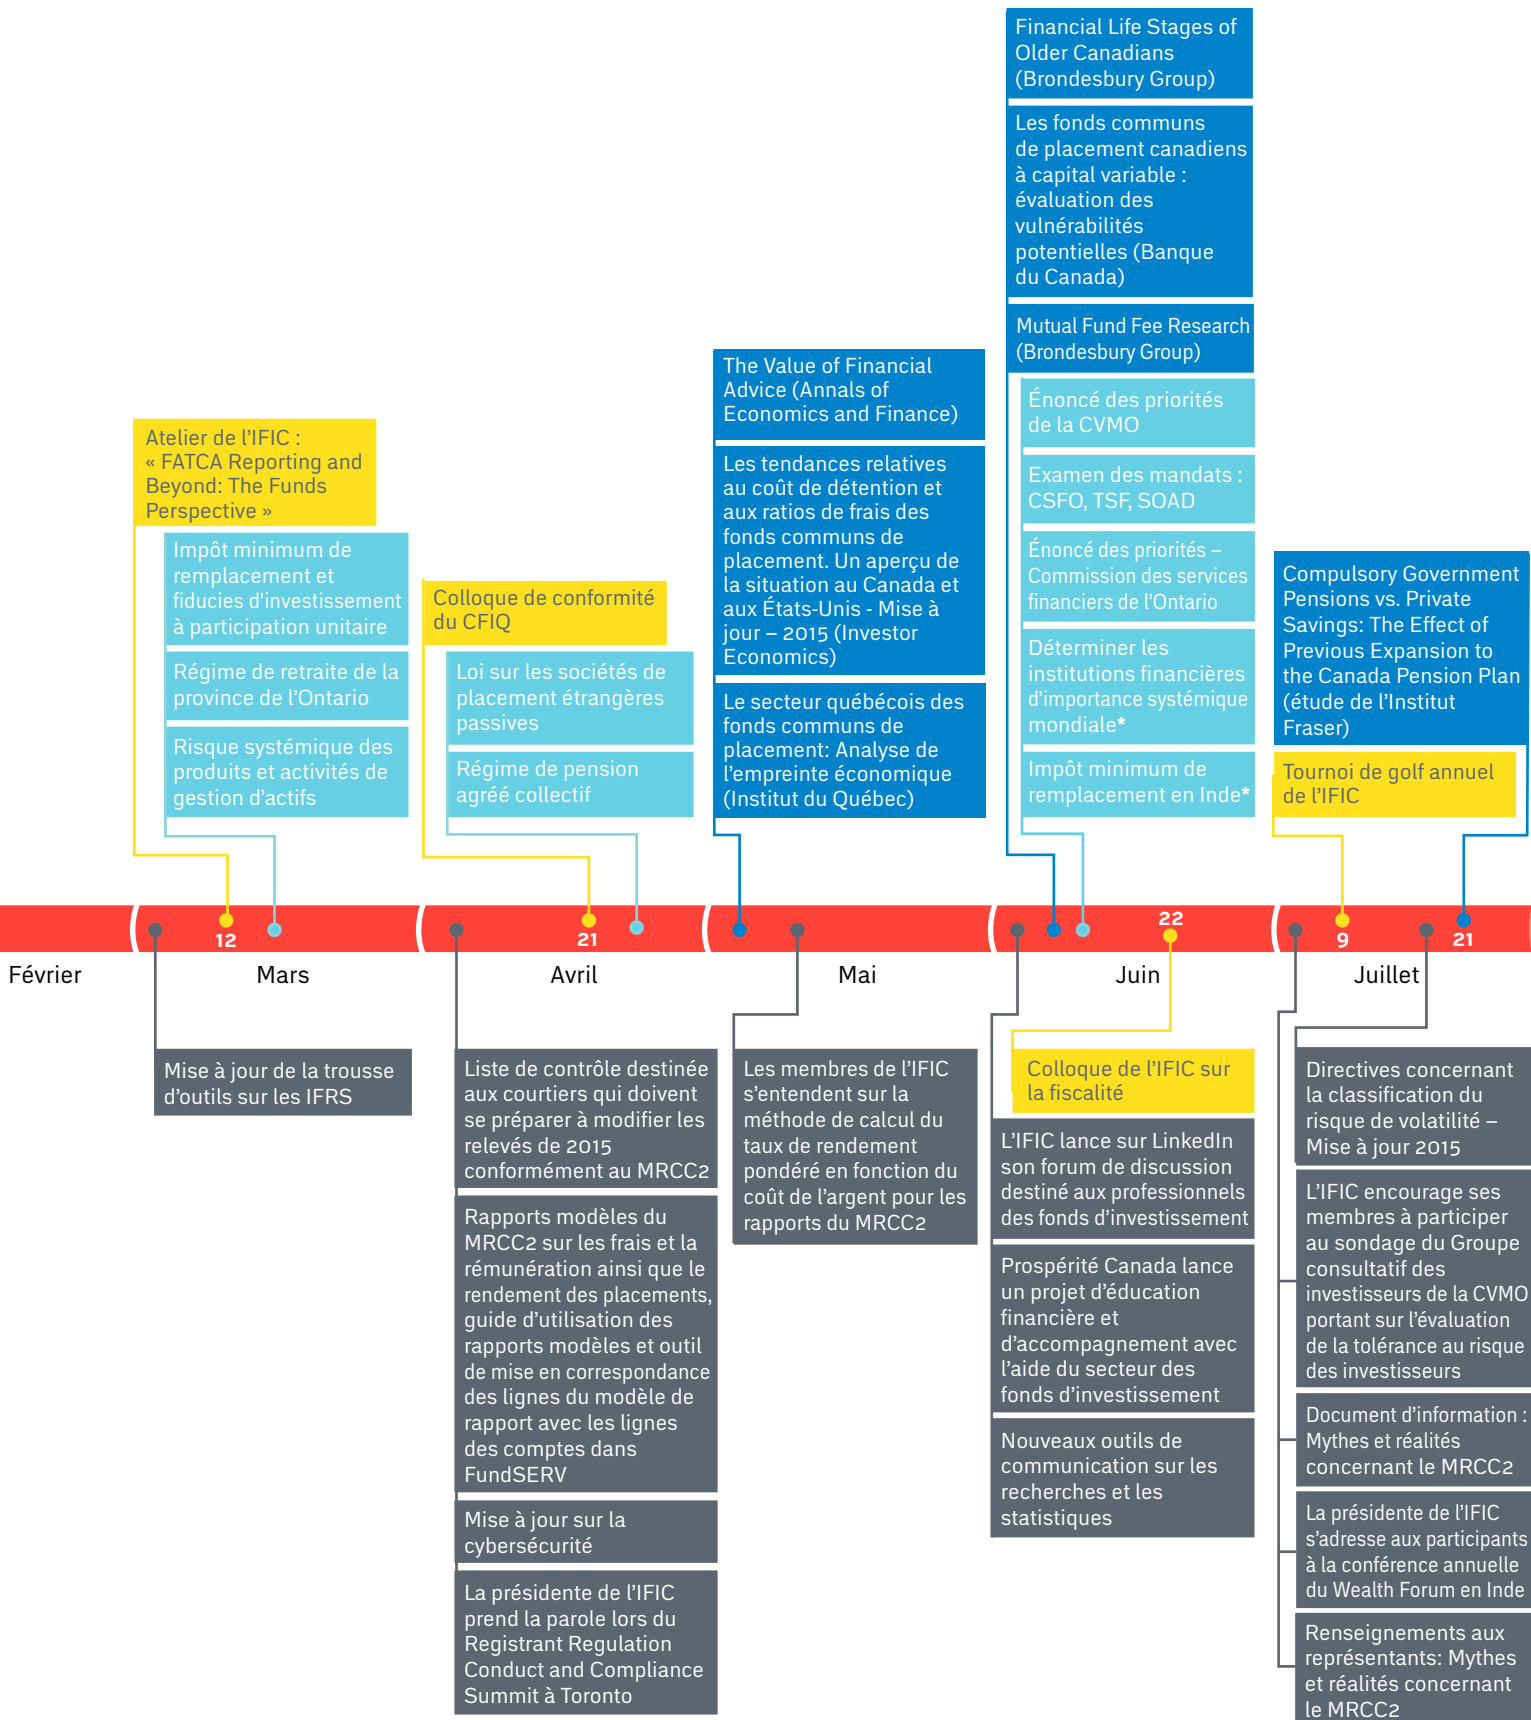 Atelier de l’IFIC :
« FATCA Reporting and
Beyond: The Funds
Perspective »
Impôt minimum de
remplacement et
fiducies d’investissement
à participation unitaire
Régime de retraite de la
province de l’Ontario
Risque systémique des
produits et activités de
gestion d’actifs
Colloque de conformité
du CFIQ
Loi sur les sociétés de
placement étrangères
passives
Régime de pension
agréé collectif
The Value of Financial
Advice (Annals of
Economics and Finance)
Les tendances relatives
au coût de détention et
aux ratios de frais des
fonds communs de
placement. Un aperçu de
la situation au Canada et
aux États-Unis - Mise à
jour – 2015 (Investor
Economics)
Le secteur québécois des
fonds communs de
placement: Analyse de
l’empreinte économique
(Institut du Québec)
Financial Life Stages of
Older Canadians
(Brondesbury Group)
Les fonds communs
de placement canadiens
à capital variable :
évaluation des
vulnérabilités
potentielles (Banque
du Canada)
Mutual Fund Fee Research
(Brondesbury Group)
Énoncé des priorités
de la CVMO
Examen des mandats :
CSFO, TSF, SOAD
Énoncé des priorités –
Commission des services
financiers de l’Ontario
Déterminer les
institutions financières
d’importance systémique
mondiale*
Impôt minimum de
remplacement en Inde*
Compulsory Government
Pensions vs. Private
Savings: The Effect of
Previous Expansion to
the Canada Pension Plan
(étude de l’Institut
Fraser)
Tournoi de golf annuel
de l’IFIC
12
21
22
9
21
Février
Mars
Avril
Mai
Juin
Juillet
Mise à jour de la trousse
d’outils sur les IFRS
Liste de contrôle destinée
aux courtiers qui doivent
se préparer à modifier les
relevés de 2015
conformément au MRCC2
Rapports modèles du
MRCC2 sur les frais et la
rémunération ainsi que le
rendement des placements,
guide d’utilisation des
rapports modèles et outil
de mise en correspondance
des lignes du modèle de
rapport avec les lignes
des comptes dans
FundSERV
Mise à jour sur la
cybersécurité
La présidente de l’IFIC
prend la parole lors du
Registrant Regulation
Conduct and Compliance
Summit à Toronto
Les membres de l’IFIC
s’entendent sur la
méthode de calcul du
taux de rendement
pondéré en fonction du
coût de l’argent pour les
rapports du MRCC2
Colloque de l’IFIC sur
la fiscalité
L’IFIC lance sur LinkedIn
son forum de discussion
destiné aux professionnels
des fonds d’investissement
Prospérité Canada lance
un projet d’éducation
financière et
d’accompagnement avec
l’aide du secteur des
fonds d’investissement
Nouveaux outils de
communication sur les
recherches et les
statistiques
Directives concernant
la classification du
risque de volatilité –
Mise à jour 2015
L’IFIC encourage ses
membres à participer
au sondage du Groupe
consultatif des
investisseurs de la CVMO
portant sur l’évaluation
de la tolérance au risque
des investisseurs
Document d’information :
Mythes et réalités
concernant le MRCC2
La présidente de l’IFIC
s’adresse aux participants
à la conférence annuelle
du Wealth Forum en Inde
Renseignements aux
représentants: Mythes
et réalités concernant
le MRCC2